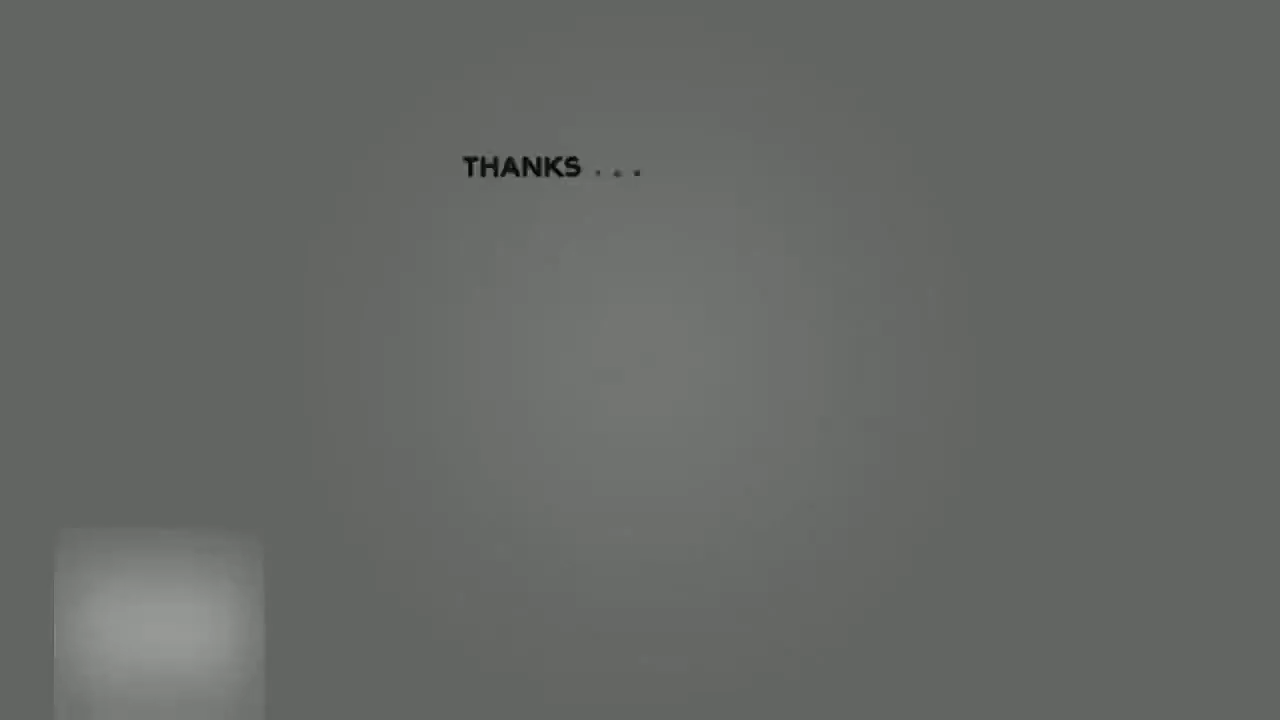 THANKS . . .